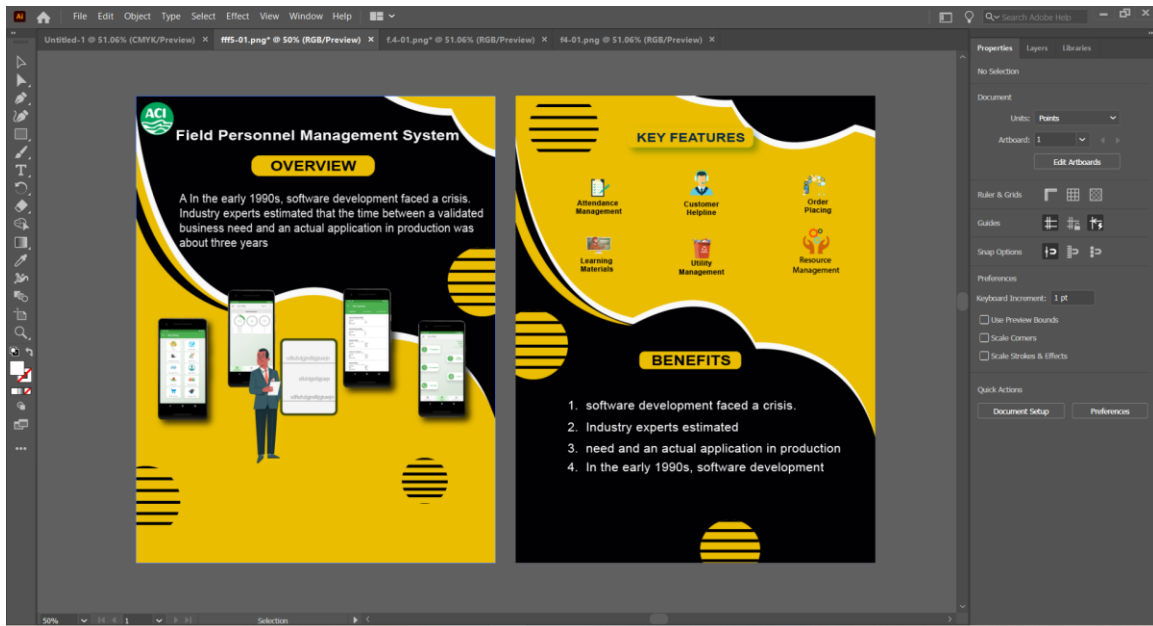 Ai File Edit Object Type Select Effect View Window Help
Search Adobe Help
Untitled-1 @ 51.06% (CMYK/Preview) × fff5-01.png* @ 50% (RGB/Preview) × f.4-01.png* @ 51.06% (RGB/Preview) × f4-01.png @ 51.06% (RGB/Preview) ×
ACI
Field Personnel Management System
OVERVIEW
A In the early 1990s, software development faced a crisis.
Industry experts estimated that the time between a validated
business need and an actual application in production was
about three years
KEY FEATURES
Attendance
Management
Customer
Helpline
Order
Placing
Learning
Materials
Utility
Management
Resource
Management
BENEFITS
1. software development faced a crisis.
2. Industry experts estimated
3. need and an actual application in production
4. In the early 1990s, software development
Properties Layers Libraries
No Selection
Document
Units: Points
Artboard: 1
Edit Artboards
Ruler & Grids
Guides
Snap Options
Preferences
Keyboard Increment: 1 pt
Use Preview Bounds
Scale Corners
Scale Strokes & Effects
Quick Actions
Document Setup Preferences
50% 1 Selection